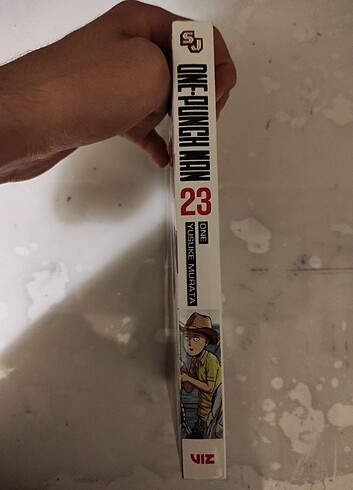 SJ
ONE-PUNCH MAN
23
ONE
YUSUKE MURATA
VIZ